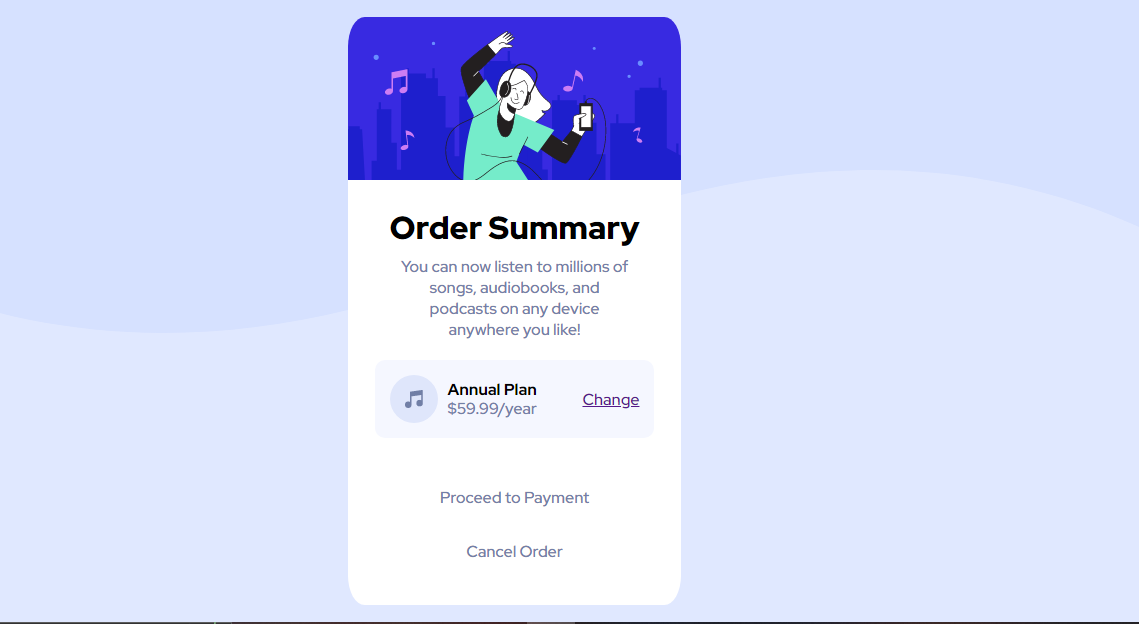 Order Summary
You can now listen to millions of
songs, audiobooks, and
podcasts on any device
anywhere you like!
Annual Plan
$59.99/year
Change
Proceed to Payment
Cancel Order